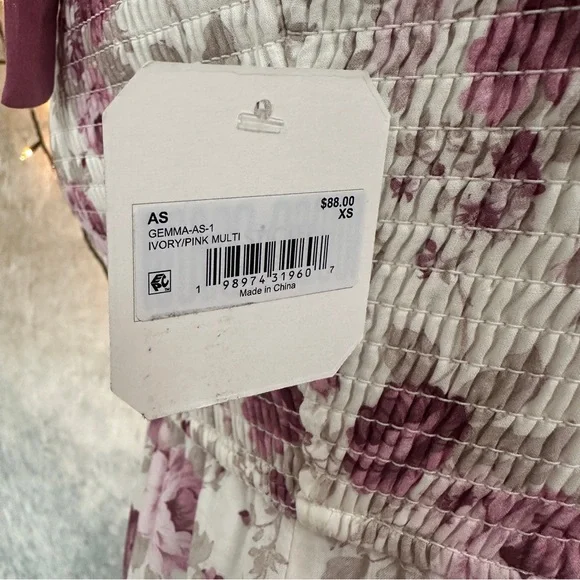 AS $88.00
GEMMA-AS-1 XS
IVORY/PINK MULTI
1 98974 31960 7
Made in China